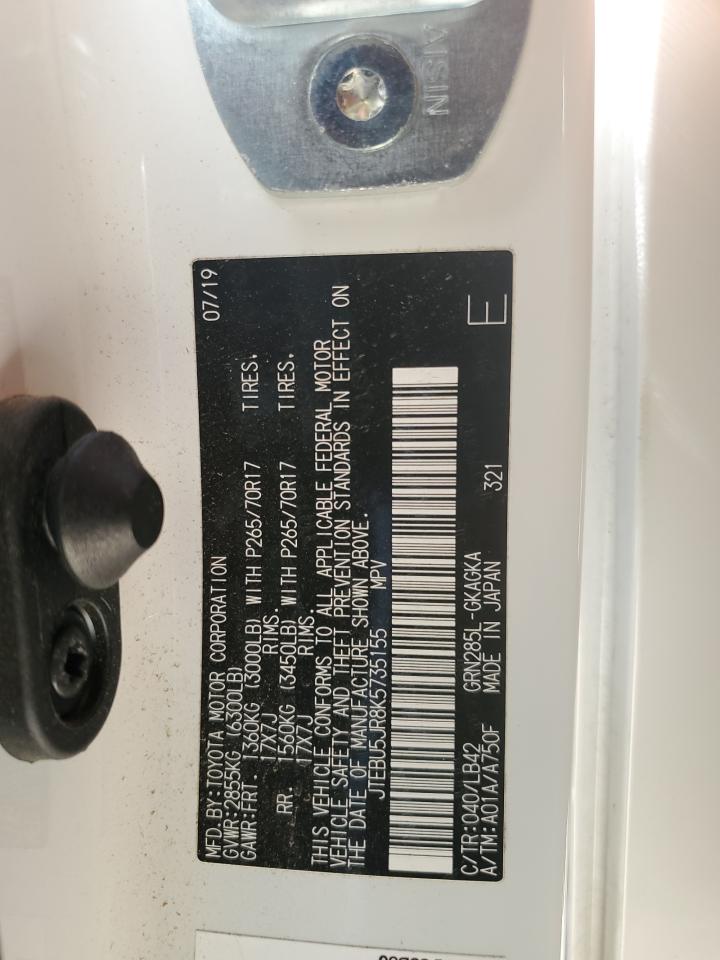 AISIN
MFD. BY: TOYOTA MOTOR CORPORATION 07/19
GVWR: 2855KG (6300LB)
GAWR: FRT. 1360KG (3000LB) WITH P265/70R17 TIRES.
17X7J RIMS.
RR. 1560KG (3450LB) WITH P265/70R17 TIRES.
17X7J RIMS
THIS VEHICLE CONFORMS TO ALL APPLICABLE FEDERAL MOTOR
VEHICLE SAFETY AND THEFT PREVENTION STANDARDS IN EFFECT ON
THE DATE OF MANUFACTURE SHOWN ABOVE.
JTEBU5JR8K5735155 MPV
C/TR: 040/LB42 GRN285L-GKAGKA
A/TM: A01A/A750F MADE IN JAPAN 321 E